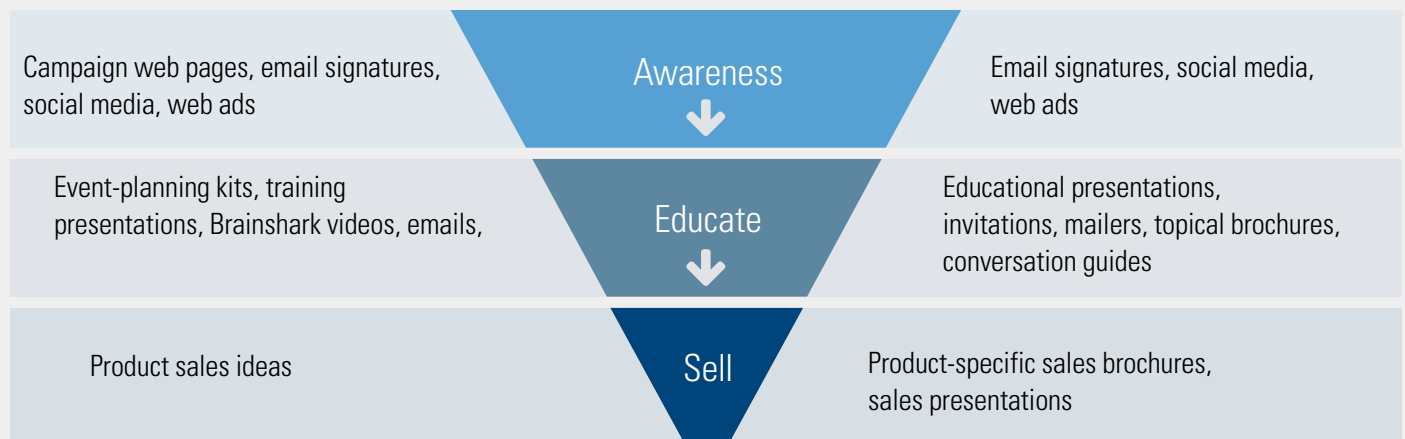 Campaign web pages, email signatures,
social media, web ads
Awareness
Email signatures, social media,
web ads
Event-planning kits, training
presentations, Brainshark videos, emails,
Educate
Educational presentations,
invitations, mailers, topical brochures,
conversation guides
Product sales ideas
Sell
Product-specific sales brochures,
sales presentations